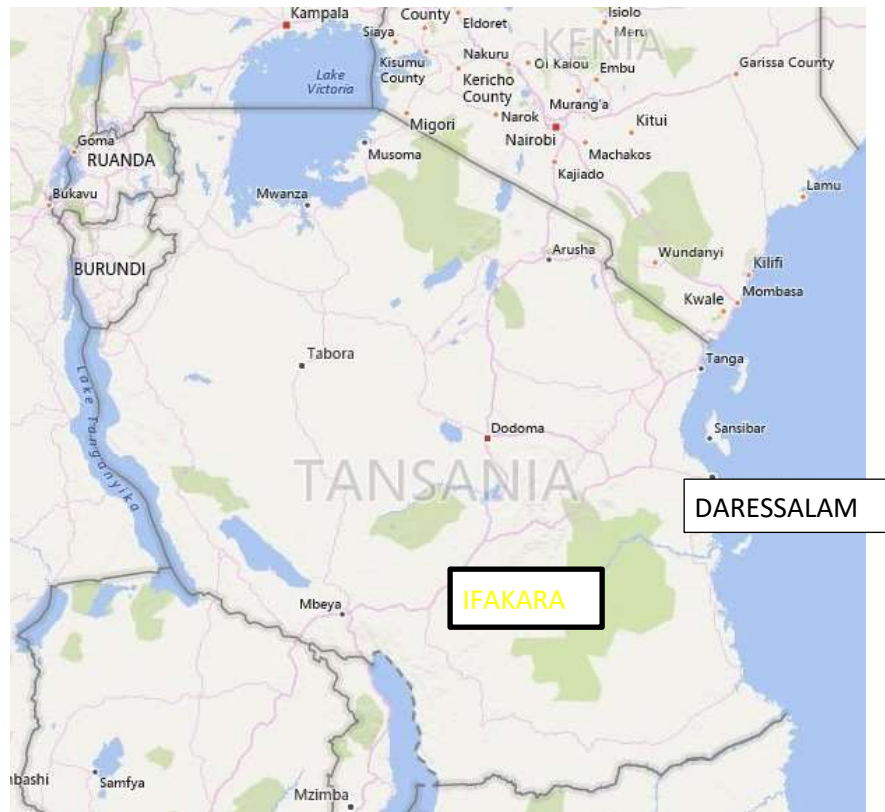 Kampala
County
Eldoret
Isiolo
Siaya
Meru
KENIA
Kisumu
County
Nakuru
Ol Kalou
Embu
Garissa County
Lake
Victoria
Kericho
County
Murang'a
Migori
Narok
Kitui
Nairobi
Goma
RUANDA
Musoma
Machakos
Kajiado
Bukavu
Mwanza
Lamu
BURUNDI
Arusha
Wundanyi
Kilifi
Kwale
Mombasa
Tabora
Tanga
Lake Tanganyika
Dodoma
Sansibar
TANSANIA
DARESSALAM
IFAKARA
Mbeya
mbashi
Samfya
Mzimba